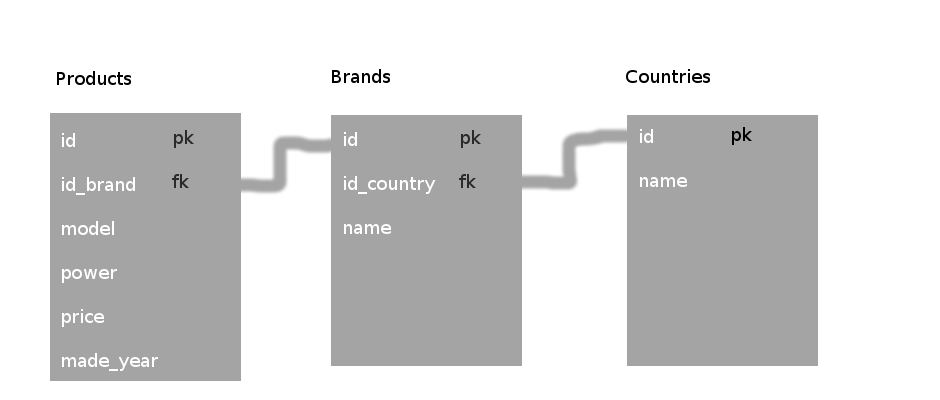 Products
id pk
id_brand fk
model
power
price
made_year
Brands
id pk
id_country fk
name
Countries
id pk
name